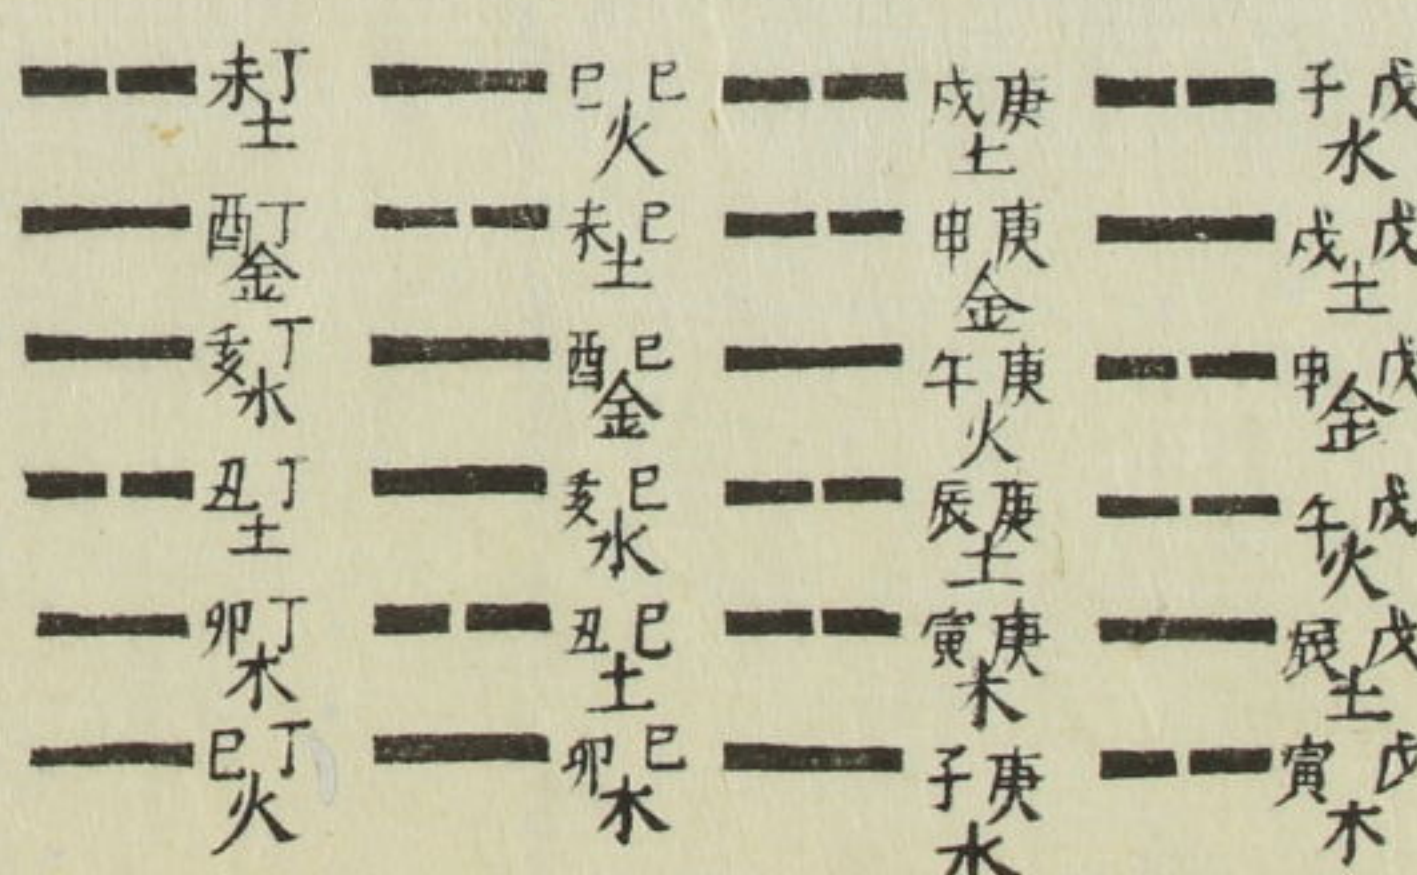 戊子水
戊戌土
戊申金
戊午火
戊辰土
戊寅木
庚戌土
庚申金
庚午火
庚辰土
庚寅木
庚子水
巳巳火
巳未土
巳酉金
巳亥水
巳丑土
巳卯木
丁未土
丁酉金
丁亥水
丁丑土
丁卯木
丁巳火